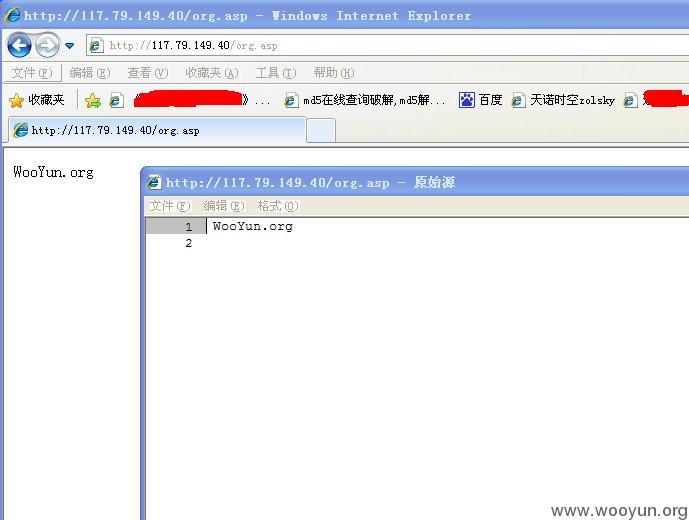 http://117.79.149.40/org.asp - Windows Internet Explorer
http://117.79.149.40/org.asp
文件(F) 编辑(E) 查看(V) 收藏夹(A) 工具(T) 帮助(H)
收藏夹 《 》... md5在线查询破解,md5解... 百度 天诺时空zolsky
http://117.79.149.40/org.asp
WooYun.org
http://117.79.149.40/org.asp - 原始源
文件(F) 编辑(E) 格式(O)
1 WooYun.org
2
www.wooyun.org